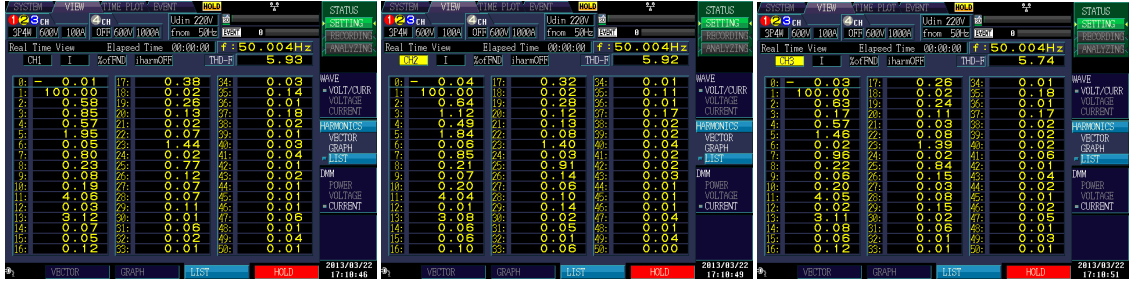 SYSTEM VIEW TIME PLOT EVENT HOLD
1 2 3 CH 4 CH Udin 220V
3P4W 600V 1000A OFF 600V 1000A fnom 50Hz EVENT 0
Real Time View Elapsed Time 00:00:00 f: 50.004Hz
CH1 I %ofFND iharmOFF THD-F 5.93
0: - 0.01 17: 0.38 34: 0.03
1: 100.00 18: 0.02 35: 0.14
2: 0.58 19: 0.26 36: 0.01
3: 0.85 20: 0.13 37: 0.18
4: 0.57 21: 0.02 38: 0.02
5: 1.95 22: 0.07 39: 0.01
6: 0.05 23: 1.44 40: 0.03
7: 0.80 24: 0.02 41: 0.04
8: 0.23 25: 0.77 42: 0.01
9: 0.08 26: 0.12 43: 0.02
10: 0.19 27: 0.07 44: 0.01
11: 4.06 28: 0.07 45: 0.01
12: 0.03 29: 0.11 46: 0.01
13: 3.12 30: 0.01 47: 0.06
14: 0.07 31: 0.06 48: 0.01
15: 0.15 32: 0.02 49: 0.04
16: 0.12 33: 0.01 50: 0.01
STATUS
SETTING
RECORDING
ANALYZING
WAVE
VOLT/CURR
VOLTAGE
CURRENT
HARMONICS
VECTOR
GRAPH
LIST
DMM
POWER
VOLTAGE
CURRENT
VECTOR GRAPH LIST HOLD
2013/03/22
17:10:46
SYSTEM VIEW TIME PLOT EVENT HOLD
1 2 3 CH 4 CH Udin 220V
3P4W 600V 1000A OFF 600V 1000A fnom 50Hz EVENT 0
Real Time View Elapsed Time 00:00:00 f: 50.004Hz
CH2 I %ofFND iharmOFF THD-F 5.92
0: - 0.04 17: 0.32 34: 0.02
1: 100.00 18: 0.02 35: 0.11
2: 0.64 19: 0.28 36: 0.01
3: 1.12 20: 0.12 37: 0.17
4: 0.49 21: 0.13 38: 0.02
5: 1.84 22: 0.08 39: 0.02
6: 0.06 23: 1.40 40: 0.04
7: 0.85 24: 0.03 41: 0.04
8: 0.21 25: 0.91 42: 0.02
9: 0.07 26: 0.14 43: 0.03
10: 0.20 27: 0.06 44: 0.01
11: 4.04 28: 0.10 45: 0.01
12: 0.01 29: 0.14 46: 0.01
13: 3.08 30: 0.02 47: 0.04
14: 0.06 31: 0.05 48: 0.01
15: 0.06 32: 0.01 49: 0.04
16: 0.10 33: 0.06 50: 0.01
STATUS
SETTING
RECORDING
ANALYZING
WAVE
VOLT/CURR
VOLTAGE
CURRENT
HARMONICS
VECTOR
GRAPH
LIST
DMM
POWER
VOLTAGE
CURRENT
VECTOR GRAPH LIST HOLD
2013/03/22
17:10:49
SYSTEM VIEW TIME PLOT EVENT HOLD
1 2 3 CH 4 CH Udin 220V
3P4W 600V 1000A OFF 600V 1000A fnom 50Hz EVENT 0
Real Time View Elapsed Time 00:00:00 f: 50.004Hz
CH3 I %ofFND iharmOFF THD-F 5.74
0: - 0.03 17: 0.26 34: 0.02
1: 100.00 18: 0.02 35: 0.18
2: 0.63 19: 0.24 36: 0.01
3: 0.17 20: 0.11 37: 0.17
4: 0.57 21: 0.03 38: 0.02
5: 1.46 22: 0.08 39: 0.01
6: 0.02 23: 1.39 40: 0.02
7: 0.96 24: 0.02 41: 0.04
8: 0.26 25: 0.84 42: 0.01
9: 0.06 26: 0.15 43: 0.04
10: 0.20 27: 0.03 44: 0.02
11: 4.05 28: 0.08 45: 0.01
12: 0.02 29: 0.15 46: 0.02
13: 3.11 30: 0.02 47: 0.05
14: 0.08 31: 0.06 48: 0.01
15: 0.06 32: 0.06 49: 0.03
16: 0.12 33: 0.01 50: 0.01
STATUS
SETTING
RECORDING
ANALYZING
WAVE
VOLT/CURR
VOLTAGE
CURRENT
HARMONICS
VECTOR
GRAPH
LIST
DMM
POWER
VOLTAGE
CURRENT
VECTOR GRAPH LIST HOLD
2013/03/22
17:10:51